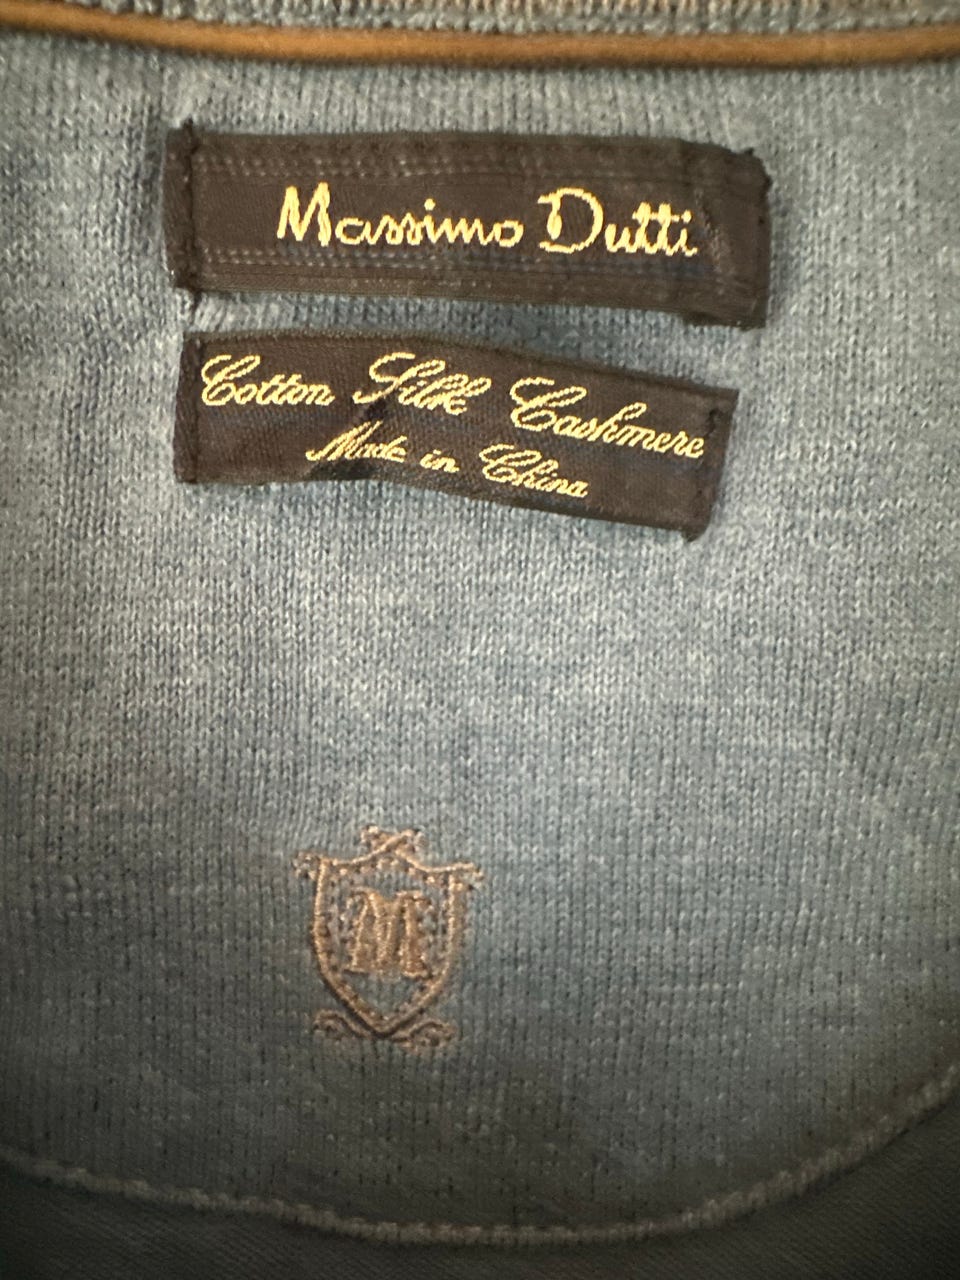 Massimo Dutti
Cotton Silk Cashmere
Made in China
M